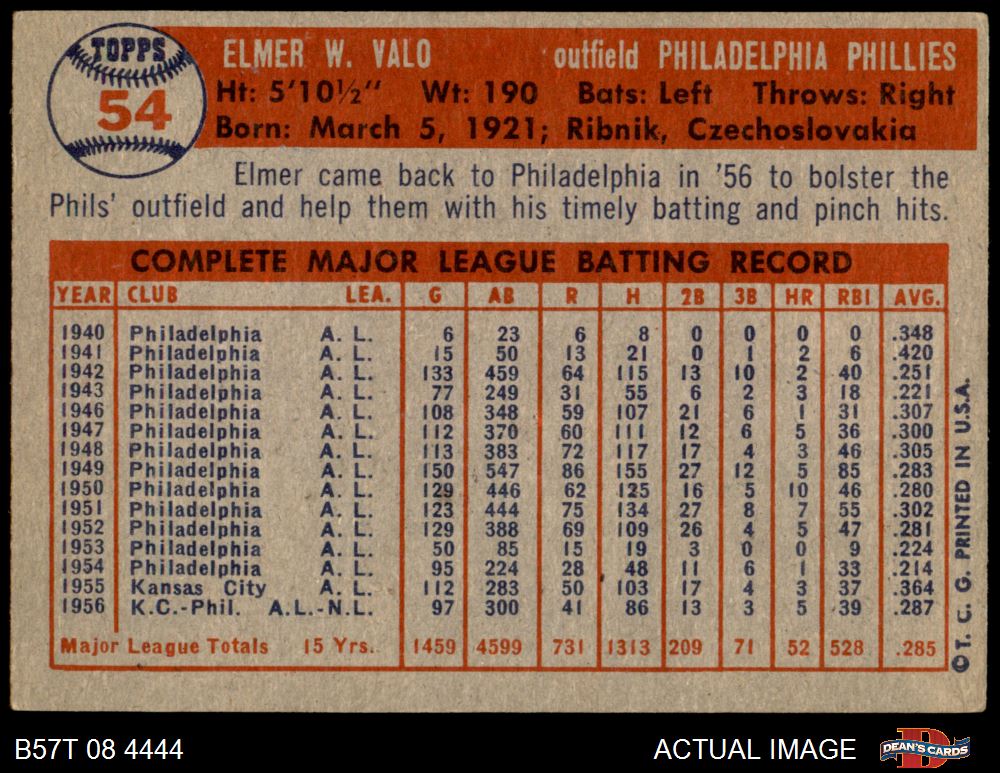 TOPPS
54
ELMER W. VALO outfield PHILADELPHIA PHILLIES
Ht: 5'10½" Wt: 190 Bats: Left Throws: Right
Born: March 5, 1921; Ribnik, Czechoslovakia
Elmer came back to Philadelphia in '56 to bolster the
Phils' outfield and help them with his timely batting and pinch hits.
COMPLETE MAJOR LEAGUE BATTING RECORD
YEAR CLUB LEA. G AB R H 2B 3B HR RBI AVG.
1940 Philadelphia A. L. 6 23 6 8 0 0 0 0 .348
1941 Philadelphia A. L. 15 50 13 21 0 1 2 6 .420
1942 Philadelphia A. L. 133 459 64 115 13 10 2 40 .251
1943 Philadelphia A. L. 77 249 31 55 6 2 3 18 .221
1946 Philadelphia A. L. 108 348 59 107 21 6 1 31 .307
1947 Philadelphia A. L. 112 370 60 111 12 6 5 36 .300
1948 Philadelphia A. L. 113 383 72 117 17 4 3 46 .305
1949 Philadelphia A. L. 150 547 86 155 27 12 5 85 .283
1950 Philadelphia A. L. 129 446 62 125 16 5 10 46 .280
1951 Philadelphia A. L. 123 444 75 134 27 8 7 55 .302
1952 Philadelphia A. L. 129 388 69 109 26 4 5 47 .281
1953 Philadelphia A. L. 50 85 15 19 3 0 0 9 .224
1954 Philadelphia A. L. 95 224 28 48 11 6 1 33 .214
1955 Kansas City A. L. 112 283 50 103 17 4 3 37 .364
1956 K.C.-Phil. A.L.-N.L. 97 300 41 86 13 3 5 39 .287
Major League Totals 15 Yrs. 1459 4599 731 1313 209 71 52 528 .285
© T. C. G. PRINTED IN U.S.A.
B57T 08 4444
ACTUAL IMAGE
DEAN'S CARDS